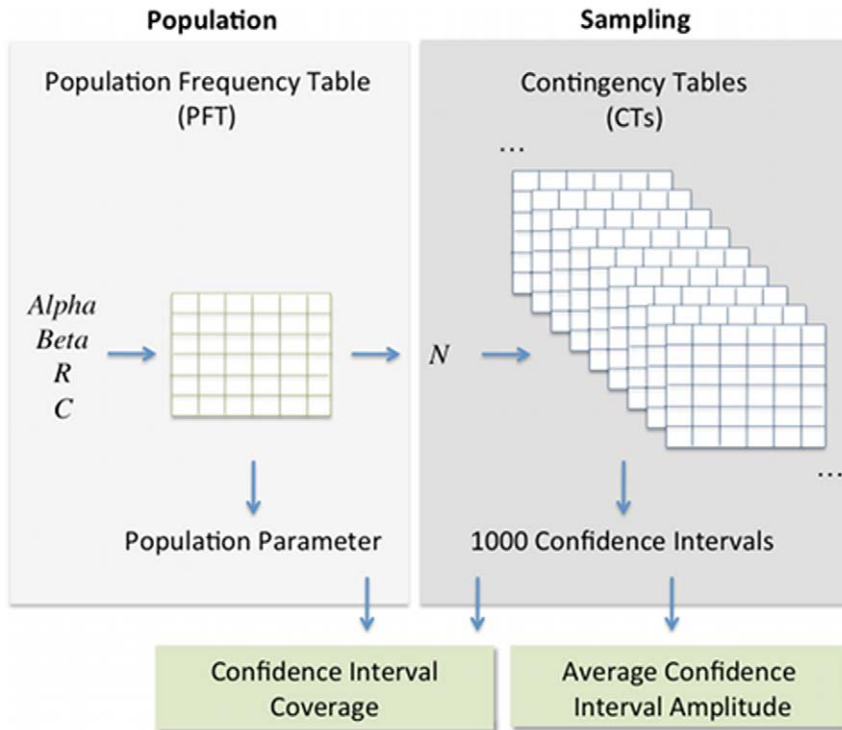 Population
Sampling
Population Frequency Table
(PFT)
Contingency Tables
(CTs)
...
Alpha
Beta
R
C
N
...
Population Parameter
1000 Confidence Intervals
Confidence Interval
Coverage
Average Confidence
Interval Amplitude